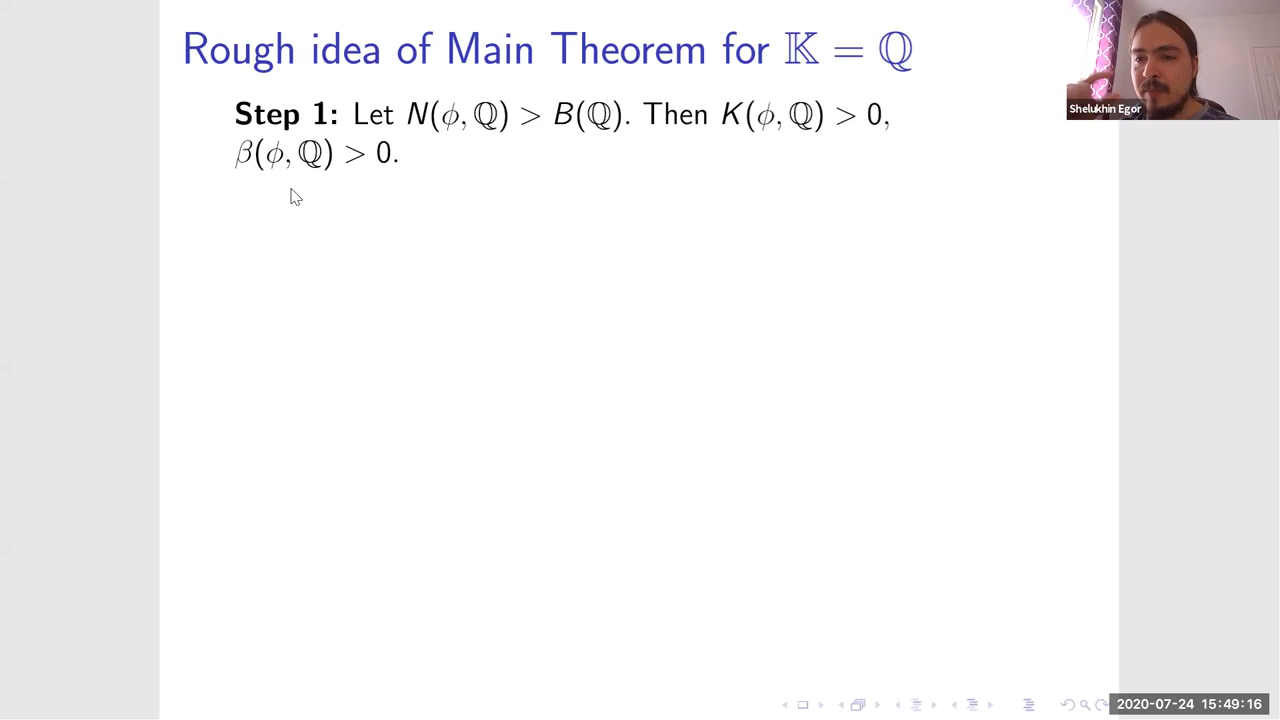 Rough idea of Main Theorem for 𝕂 = ℚ
Shelukhin Egor
Step 1: Let N(ϕ, ℚ) > B(ℚ). Then K(ϕ, ℚ) > 0,
β(ϕ, ℚ) > 0.
2020-07-24 15:49:16